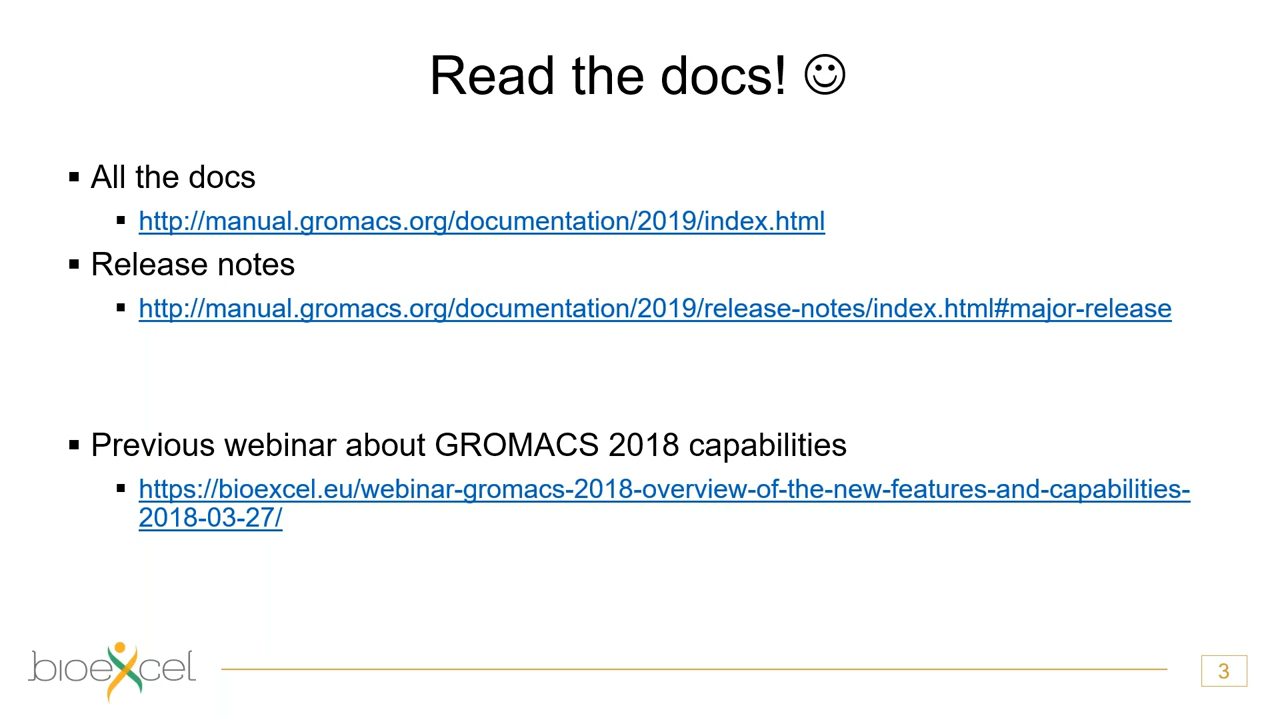 Read the docs! ☺
▪ All the docs
▪ http://manual.gromacs.org/documentation/2019/index.html
▪ Release notes
▪ http://manual.gromacs.org/documentation/2019/release-notes/index.html#major-release
▪ Previous webinar about GROMACS 2018 capabilities
▪ https://bioexcel.eu/webinar-gromacs-2018-overview-of-the-new-features-and-capabilities-
2018-03-27/
bioexcel
3